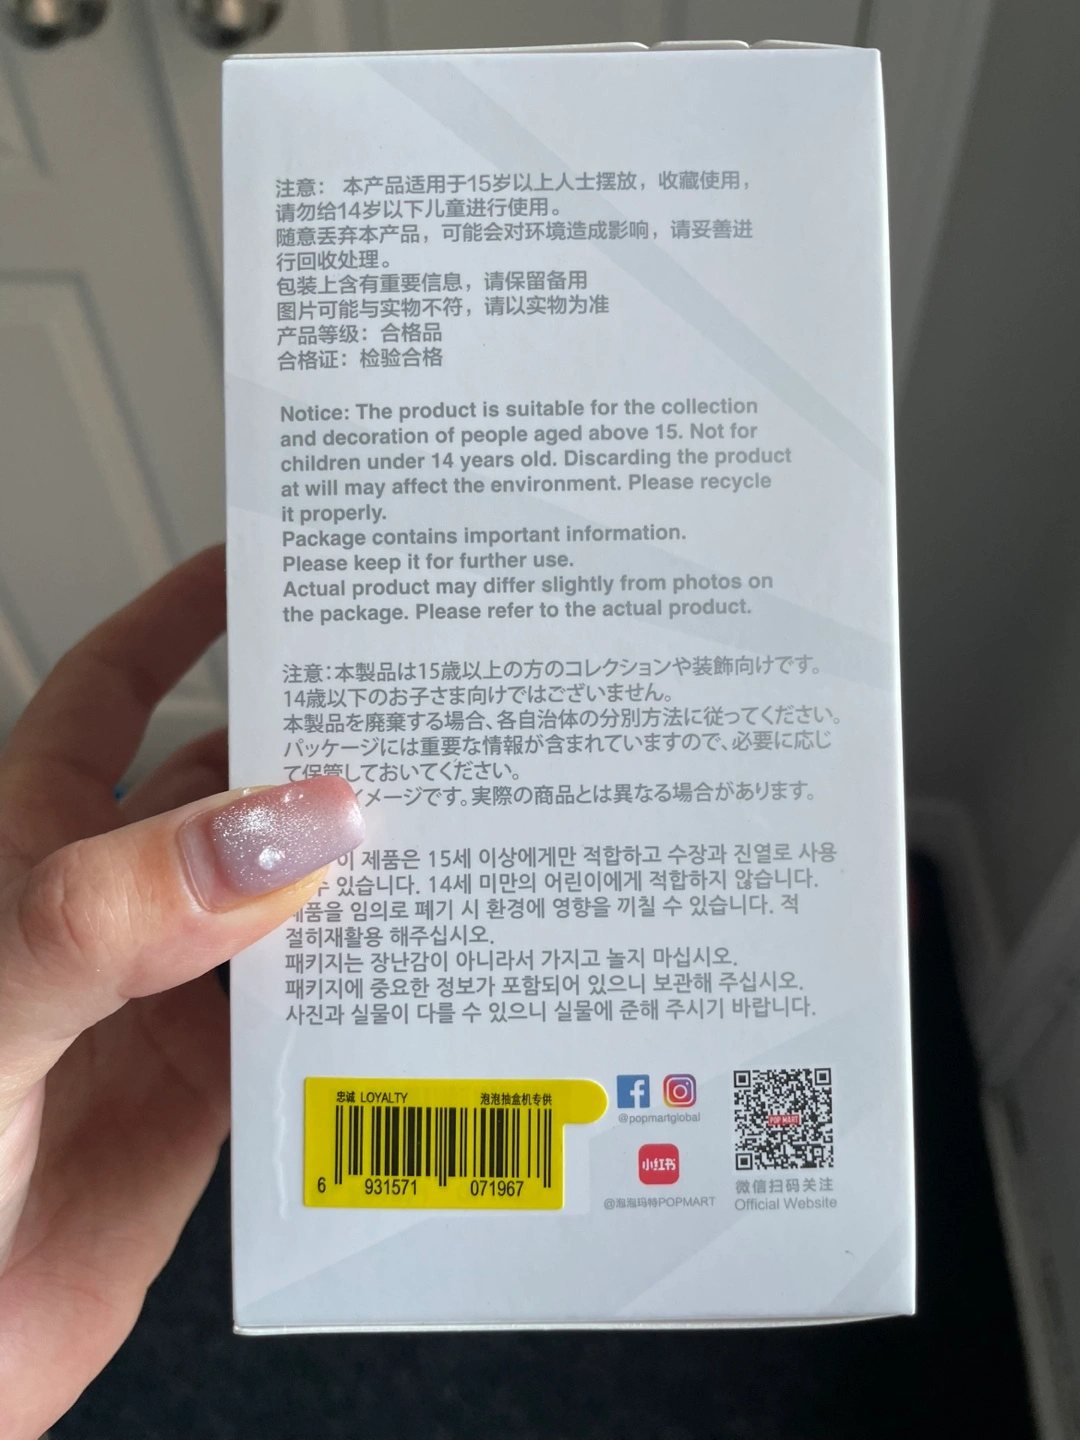 注意： 本产品适用于15岁以上人士摆放，收藏使用，
请勿给14岁以下儿童进行使用。
随意丢弃本产品，可能会对环境造成影响，请妥善进
行回收处理。
包装上含有重要信息，请保留备用
图片可能与实物不符，请以实物为准
产品等级：合格品
合格证：检验合格
Notice: The product is suitable for the collection
and decoration of people aged above 15. Not for
children under 14 years old. Discarding the product
at will may affect the environment. Please recycle
it properly.
Package contains important information.
Please keep it for further use.
Actual product may differ slightly from photos on
the package. Please refer to the actual product.
注意：本製品は15歳以上の方のコレクションや装飾向けです。
14歳以下のお子さま向けではございません。
本製品を廃棄する場合、各自治体の分別方法に従ってください。
パッケージには重要な情報が含まれていますので、必要に応じ
て保管しておいてください。
イメージです。実際の商品とは異なる場合があります。
이 제품은 15세 이상에게만 적합하고 수장과 진열로 사용
수 있습니다. 14세 미만의 어린이에게 적합하지 않습니다.
제품을 임의로 폐기 시 환경에 영향을 끼칠 수 있습니다. 적
절히재활용 해주십시오.
패키지는 장난감이 아니라서 가지고 놀지 마십시오.
패키지에 중요한 정보가 포함되어 있으니 보관해 주십시오.
사진과 실물이 다를 수 있으니 실물에 준해 주시기 바랍니다.
忠诚 LOYALTY 泡泡抽盒机专供
6 931571 071967
@popmartglobal
小红书
@泡泡玛特POPMART
POP MART
微信扫码关注
Official Website